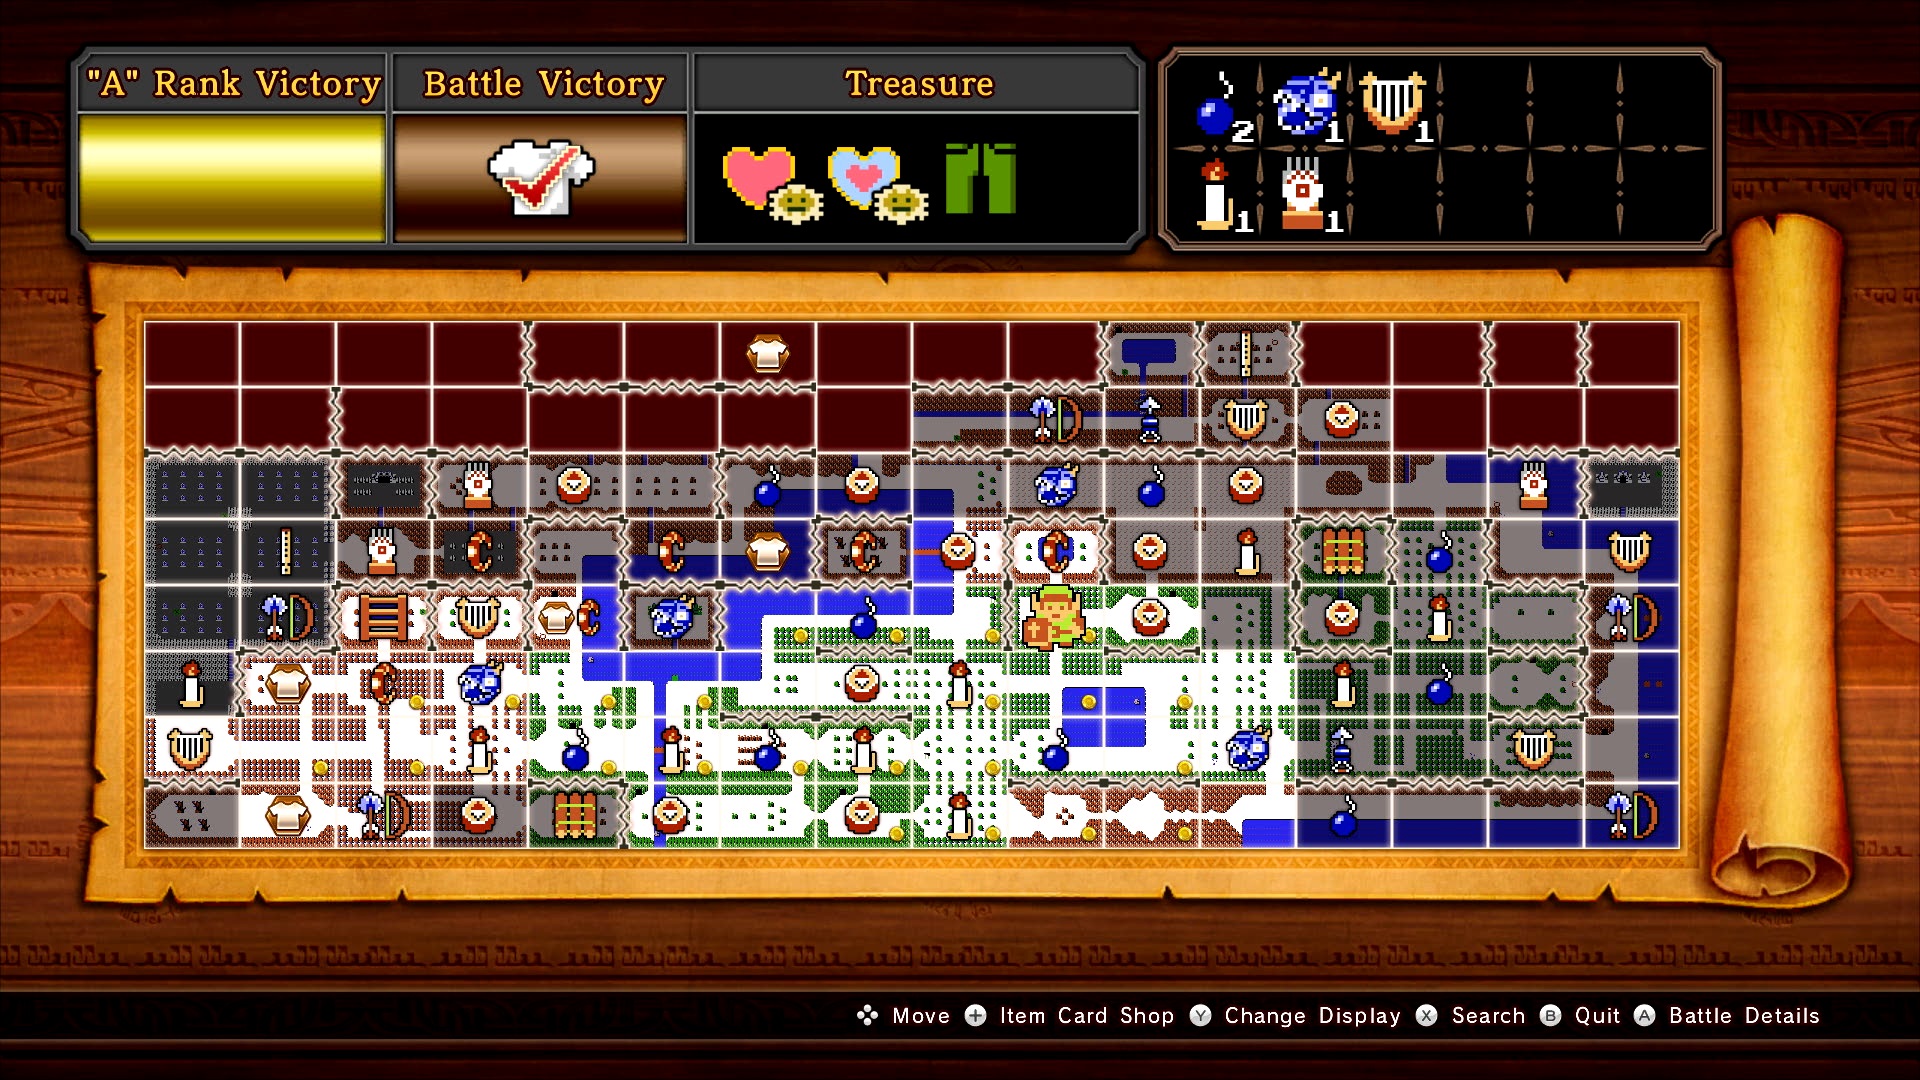 "A" Rank Victory
Battle Victory
Treasure
2
1
1
1
1
Move
Item Card Shop
Y
Change Display
X
Search
B
Quit
A
Battle Details